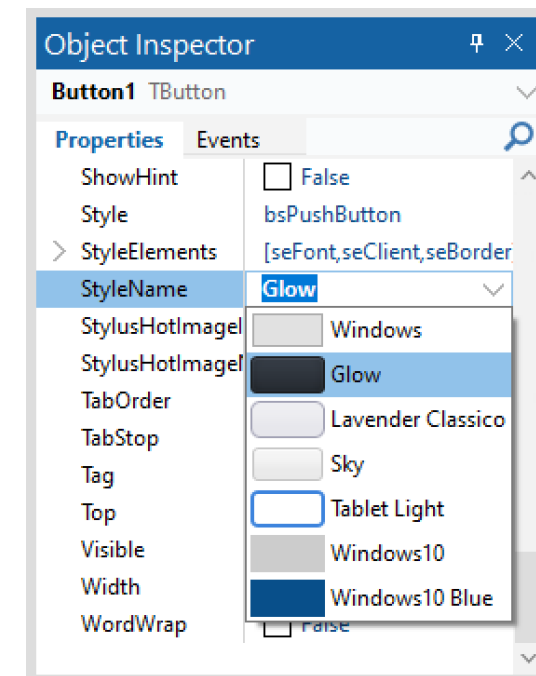 Object Inspector
Button1 TButton
Properties Events
ShowHint False
Style bsPushButton
StyleElements [seFont,seClient,seBorder]
StyleName Glow
StylusHotImageI Windows
StylusHotImageN Glow
TabOrder Lavender Classico
TabStop Sky
Tag Tablet Light
Top
Visible Windows10
Width Windows10 Blue
WordWrap False